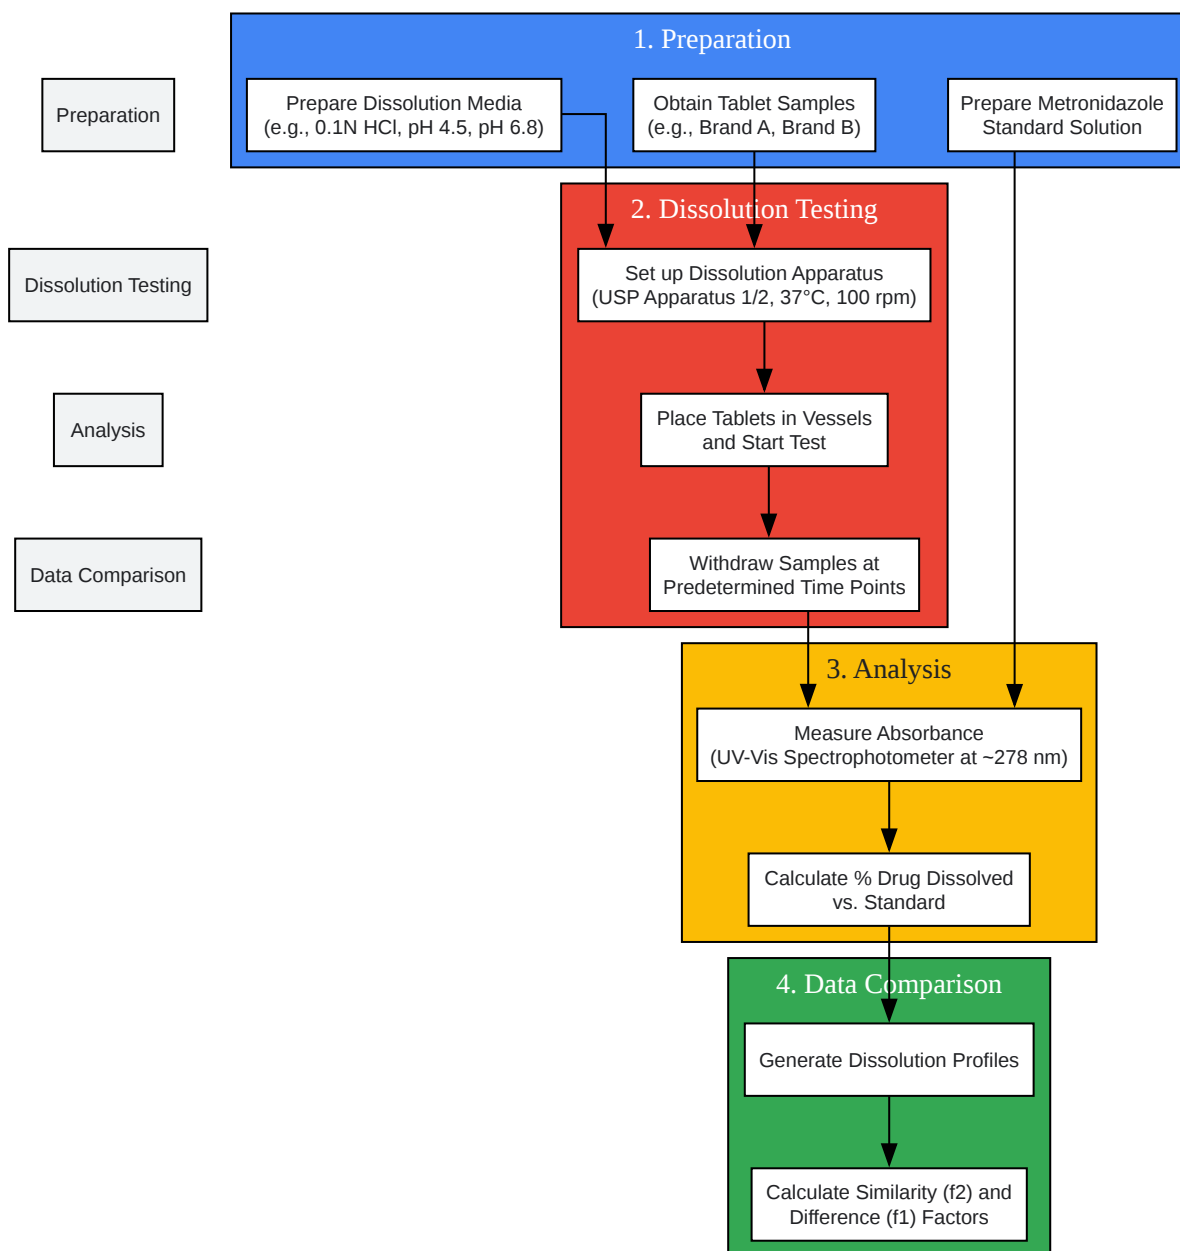 1. Preparation
Preparation
Prepare Dissolution Media
(e.g., 0.1N HCl, pH 4.5, pH 6.8)
Obtain Tablet Samples
(e.g., Brand A, Brand B)
Prepare Metronidazole
Standard Solution
2. Dissolution Testing
Dissolution Testing
Set up Dissolution Apparatus
(USP Apparatus 1/2, 37°C, 100 rpm)
Analysis
Place Tablets in Vessels
and Start Test
Data Comparison
Withdraw Samples at
Predetermined Time Points
3. Analysis
Measure Absorbance
(UV-Vis Spectrophotometer at ~278 nm)
Calculate % Drug Dissolved
vs. Standard
4. Data Comparison
Generate Dissolution Profiles
Calculate Similarity (f2) and
Difference (f1) Factors